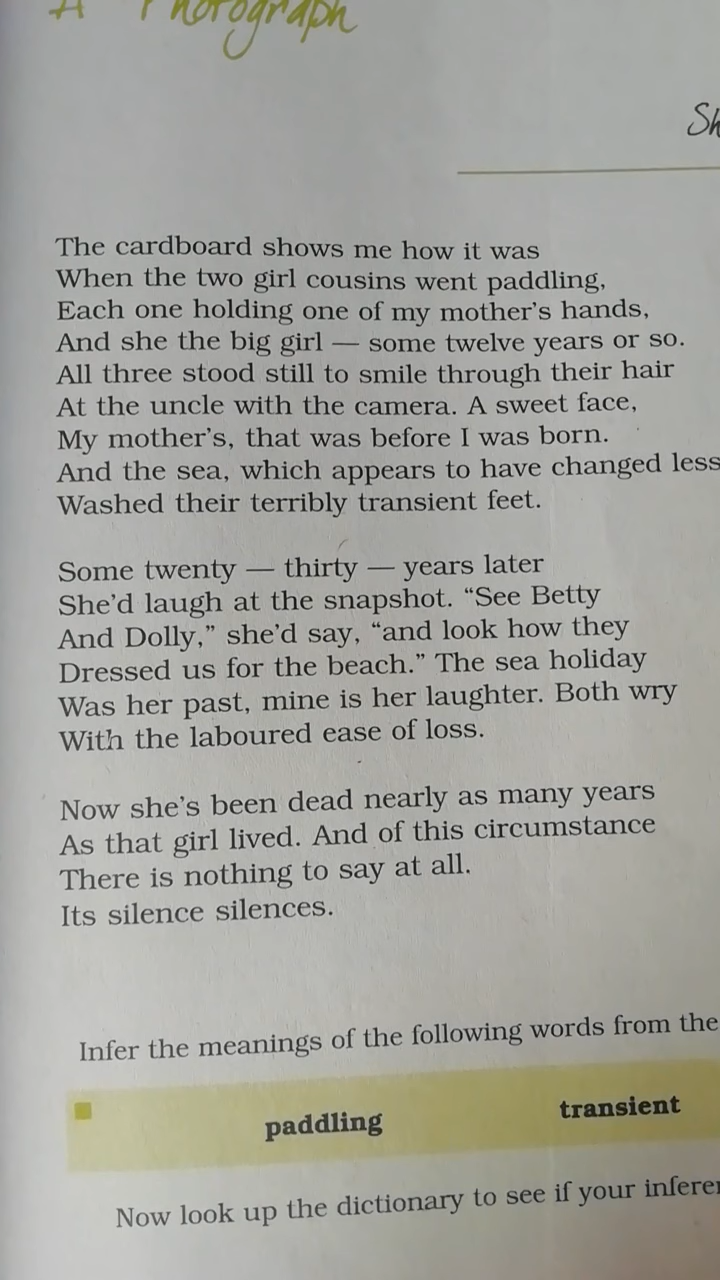 A Photograph
Sh
The cardboard shows me how it was
When the two girl cousins went paddling,
Each one holding one of my mother's hands,
And she the big girl — some twelve years or so.
All three stood still to smile through their hair
At the uncle with the camera. A sweet face,
My mother's, that was before I was born.
And the sea, which appears to have changed less
Washed their terribly transient feet.
Some twenty — thirty — years later
She'd laugh at the snapshot. “See Betty
And Dolly,” she'd say, “and look how they
Dressed us for the beach.” The sea holiday
Was her past, mine is her laughter. Both wry
With the laboured ease of loss.
Now she's been dead nearly as many years
As that girl lived. And of this circumstance
There is nothing to say at all.
Its silence silences.
Infer the meanings of the following words from the
paddling transient
Now look up the dictionary to see if your infere